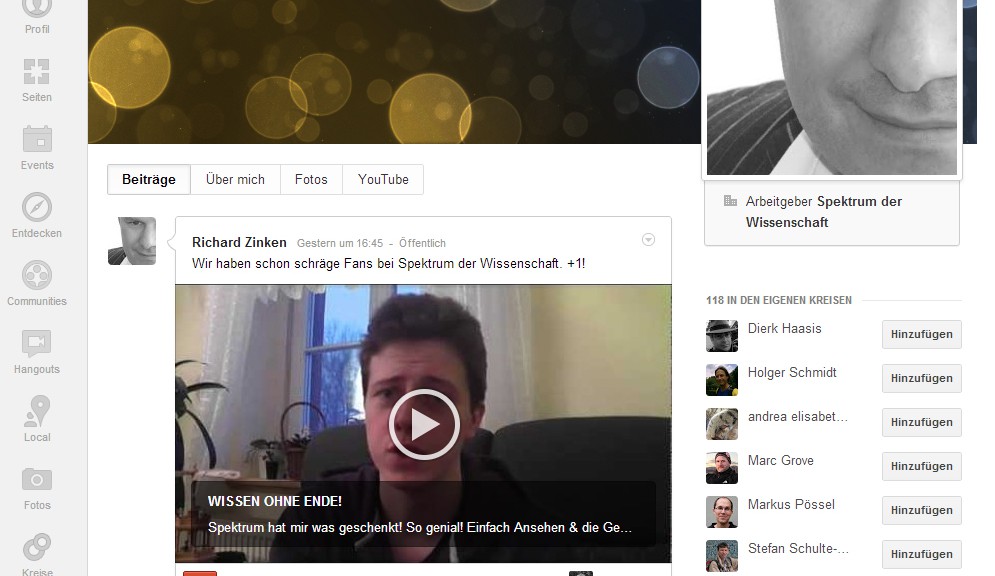 Profil
Seiten
Events
Entdecken
Communities
Hangouts
Local
Fotos
Kreise
Beiträge
Über mich
Fotos
YouTube
Richard Zinken Gestern um 16:45 - Öffentlich
Wir haben schon schräge Fans bei Spektrum der Wissenschaft. +1!
WISSEN OHNE ENDE!
Spektrum hat mir was geschenkt! So genial! Einfach Ansehen & die Ge...
Arbeitgeber Spektrum der
Wissenschaft
118 IN DEN EIGENEN KREISEN
Dierk Haasis Hinzufügen
Holger Schmidt Hinzufügen
andrea elisabet... Hinzufügen
Marc Grove Hinzufügen
Markus Pössel Hinzufügen
Stefan Schulte-... Hinzufügen